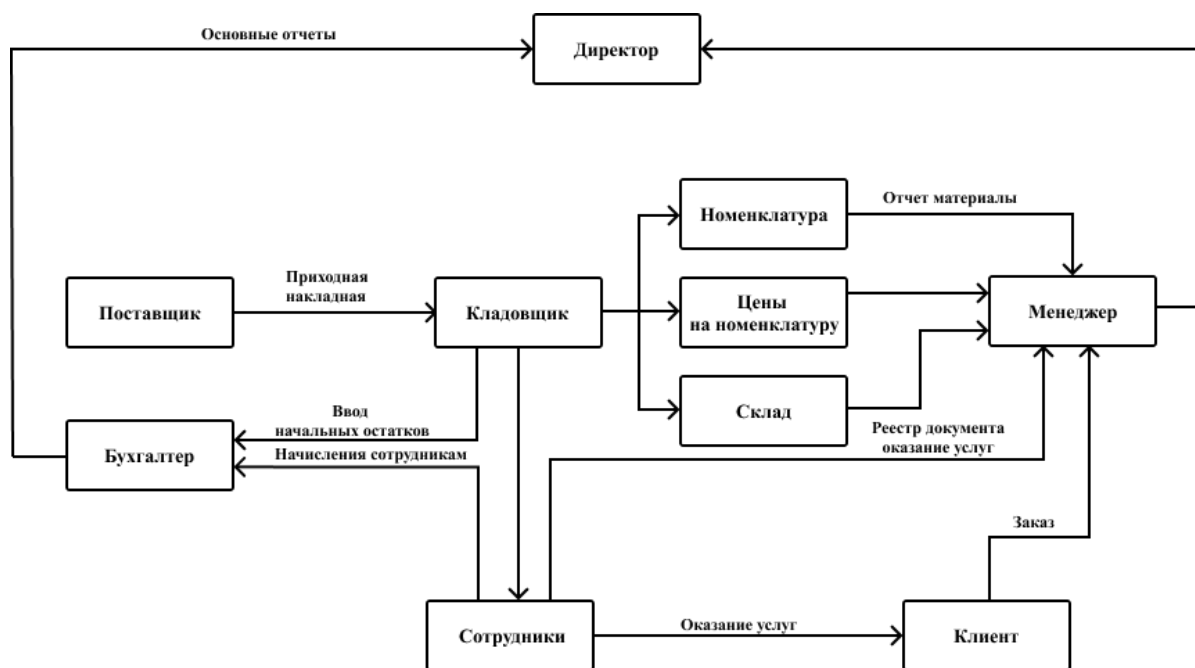 Основные отчеты
Директор
Номенклатура
Отчет материалы
Поставщик
Приходная
накладная
Кладовщик
Цены
на номенклатуру
Менеджер
Склад
Ввод
начальных остатков
Бухгалтер
Начисления сотрудникам
Реестр документа
оказание услуг
Заказ
Сотрудники
Оказание услуг
Клиент